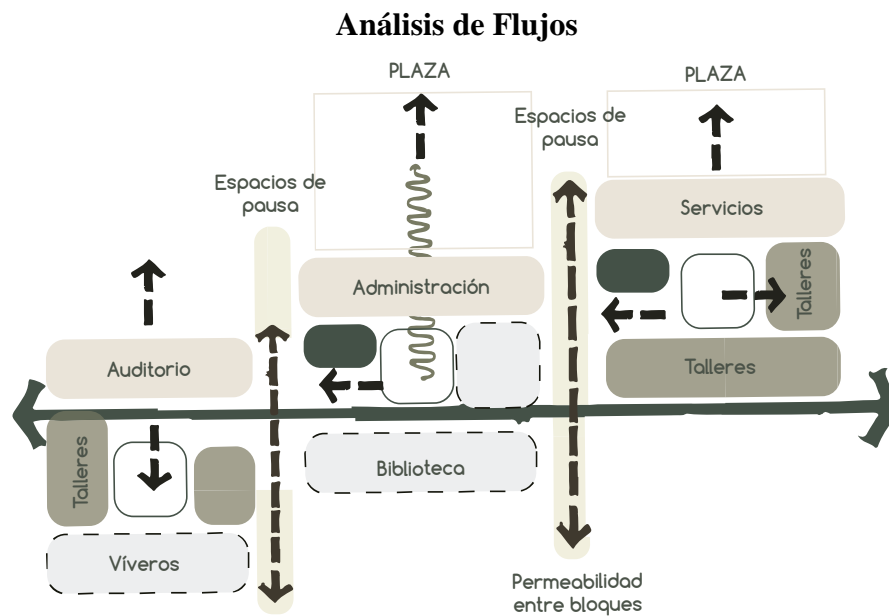 Análisis de Flujos
PLAZA
PLAZA
Espacios de
pausa
Espacios de
pausa
Servicios
Administración
Talleres
Auditorio
Talleres
Talleres
Biblioteca
Víveros
Permeabilidad
entre bloques